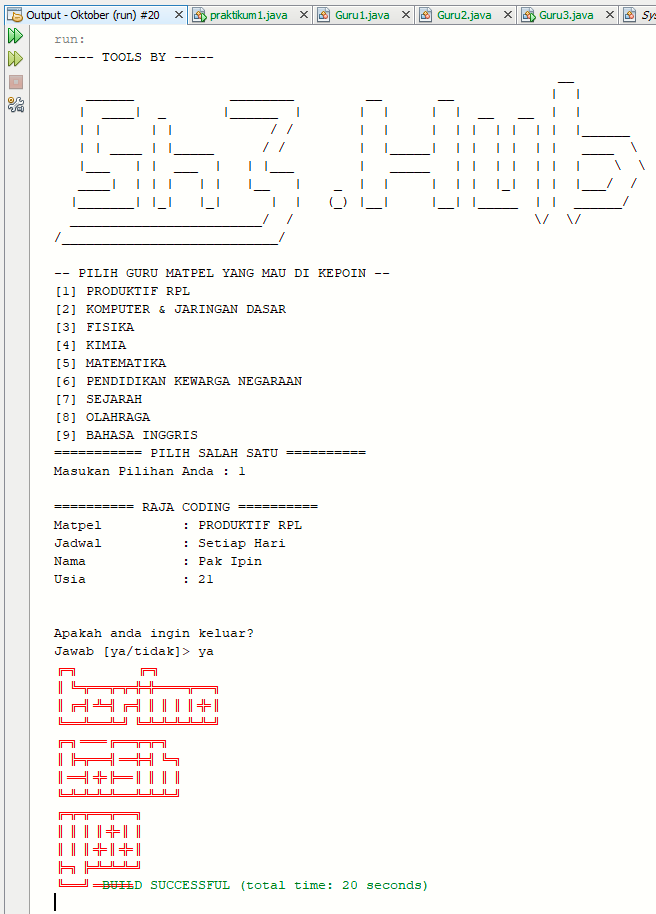 Output - Oktober (run) #20
praktikum1.java
Guru1.java
Guru2.java
Guru3.java
run:
----- TOOLS BY -----
-- PILIH GURU MATPEL YANG MAU DI KEPOIN --
[1] PRODUKTIF RPL
[2] KOMPUTER & JARINGAN DASAR
[3] FISIKA
[4] KIMIA
[5] MATEMATIKA
[6] PENDIDIKAN KEWARGA NEGARAAN
[7] SEJARAH
[8] OLAHRAGA
[9] BAHASA INGGRIS
=========== PILIH SALAH SATU ==========
Masukan Pilihan Anda : 1
========== RAJA CODING ==========
Matpel : PRODUKTIF RPL
Jadwal : Setiap Hari
Nama : Pak Ipin
Usia : 21
Apakah anda ingin keluar?
Jawab [ya/tidak]> ya
BUILD SUCCESSFUL (total time: 20 seconds)